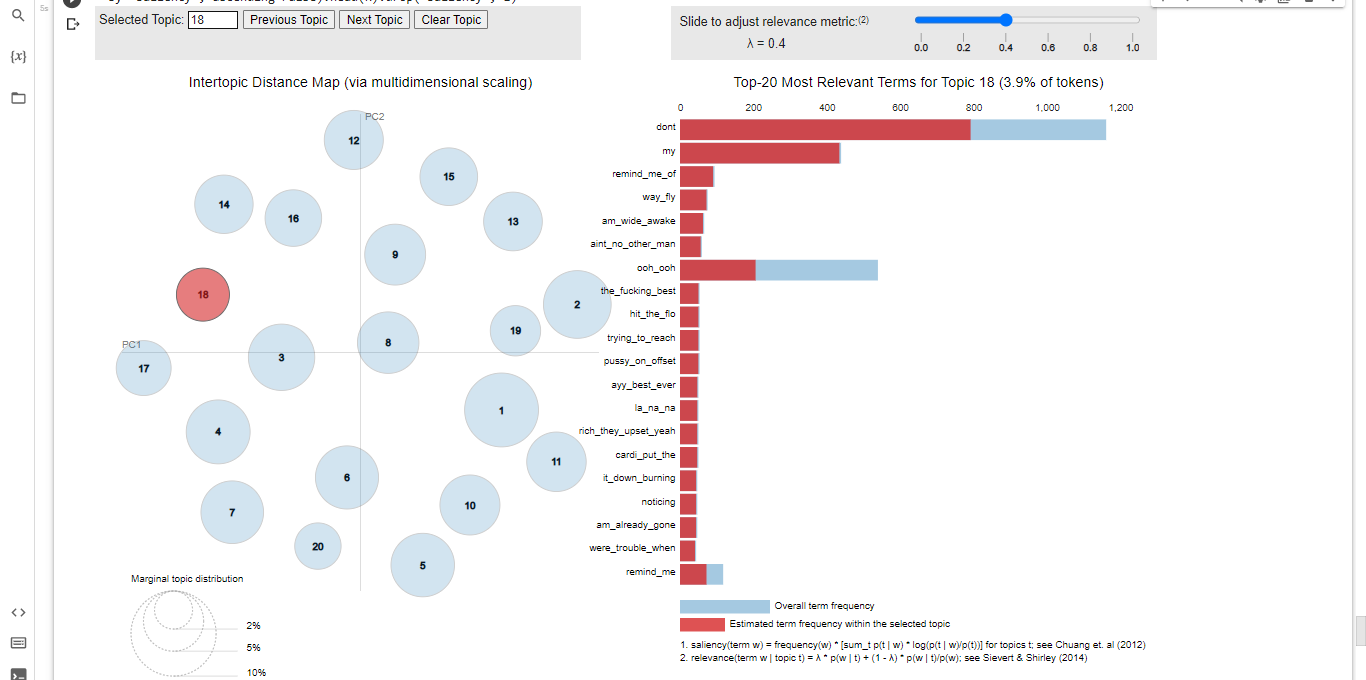 5s
{x}
Selected Topic: 18 Previous Topic Next Topic Clear Topic
Slide to adjust relevance metric:(2)
λ = 0.4
0.0 0.2 0.4 0.6 0.8 1.0
Intertopic Distance Map (via multidimensional scaling)
PC2
PC1
12
15
14
16
13
9
18
2
19
8
3
17
1
4
11
6
10
7
20
5
Marginal topic distribution
2%
5%
10%
Top-20 Most Relevant Terms for Topic 18 (3.9% of tokens)
0 200 400 600 800 1,000 1,200
dont
my
remind_me_of
way_fly
am_wide_awake
aint_no_other_man
ooh_ooh
the_fucking_best
hit_the_flo
trying_to_reach
pussy_on_offset
ayy_best_ever
la_na_na
rich_they_upset_yeah
cardi_put_the
it_down_burning
noticing
am_already_gone
were_trouble_when
remind_me
Overall term frequency
Estimated term frequency within the selected topic
1. saliency(term w) = frequency(w) * [sum_t p(t | w) * log(p(t | w)/p(t))] for topics t; see Chuang et. al (2012)
2. relevance(term w | topic t) = λ * p(w | t) + (1 - λ) * p(w | t)/p(w); see Sievert & Shirley (2014)